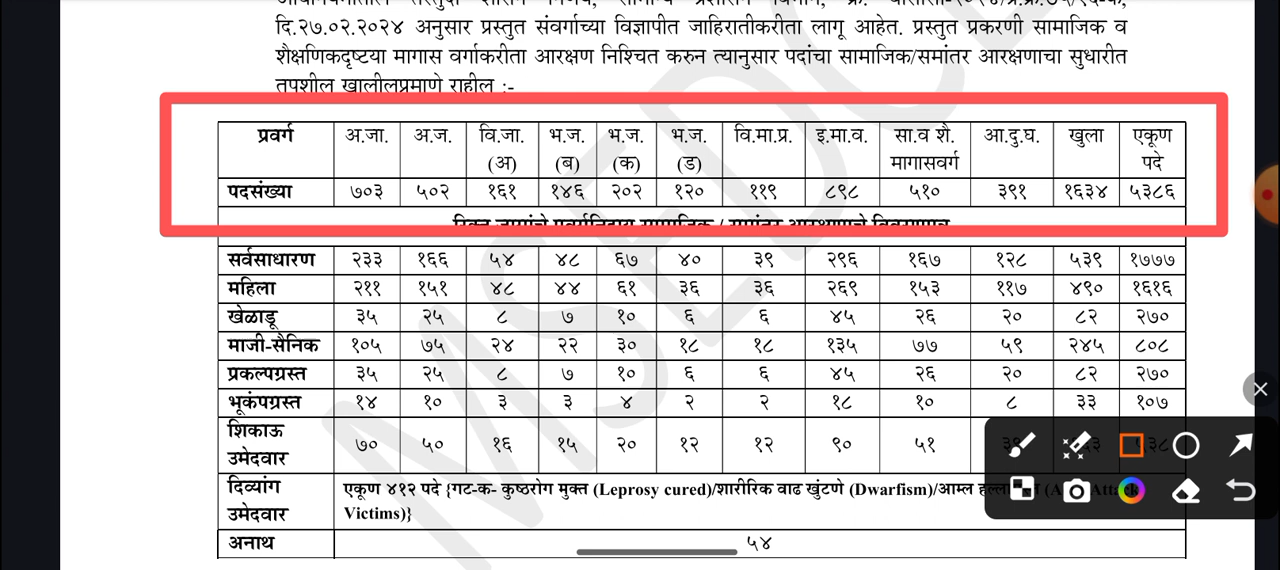 दि.२७.०२.२०२४ अनुसार प्रस्तुत संवर्गाच्या विज्ञापीत जाहिरातीकरीता लागू आहेत. प्रस्तुत प्रकरणी सामाजिक व
शैक्षणिकदृष्टया मागास वर्गाकरीता आरक्षण निश्चित करुन त्यानुसार पदांचा सामाजिक/समांतर आरक्षणाचा सुधारीत
तपशील खालीलप्रमाणे राहील :-
प्रवर्ग अ.जा. अ.ज. वि.जा. (अ) भ.ज. (ब) भ.ज. (क) भ.ज. (ड) वि.मा.प्र. इ.मा.व. सा.व शै. मागासवर्ग आ.दु.घ. खुला एकूण पदे
पदसंख्या ७०३ ५०२ १६१ १४६ २०२ १२० ११९ ८९८ ५१० ३९१ १६३४ ५३८६
सर्वसाधारण २३३ १६६ ५४ ४८ ६७ ४० ३९ २९६ १६७ १२८ ५३९ १७७७
महिला २११ १५१ ४८ ४४ ६१ ३६ ३६ २६९ १५३ ११७ ४९० १६१६
खेळाडू ३५ २५ ८ ७ १० ६ ६ ४५ २६ २० ८२ २७०
माजी-सैनिक १०५ ७५ २४ २२ ३० १८ १८ १३५ ७७ ५९ २४५ ८०८
प्रकल्पग्रस्त ३५ २५ ८ ७ १० ६ ६ ४५ २६ २० ८२ २७०
भूकंपग्रस्त १४ १० ३ ३ ४ २ २ १८ १० ८ ३३ १०७
शिकाऊ उमेदवार ७० ५० १६ १५ २० १२ १२ ९० ५१
दिव्यांग उमेदवार एकूण ४१२ पदे {गट-क- कुष्ठरोग मुक्त (Leprosy cured)/शारीरिक वाढ खुंटणे (Dwarfism)/आम्ल
Victims)}
अनाथ ५४